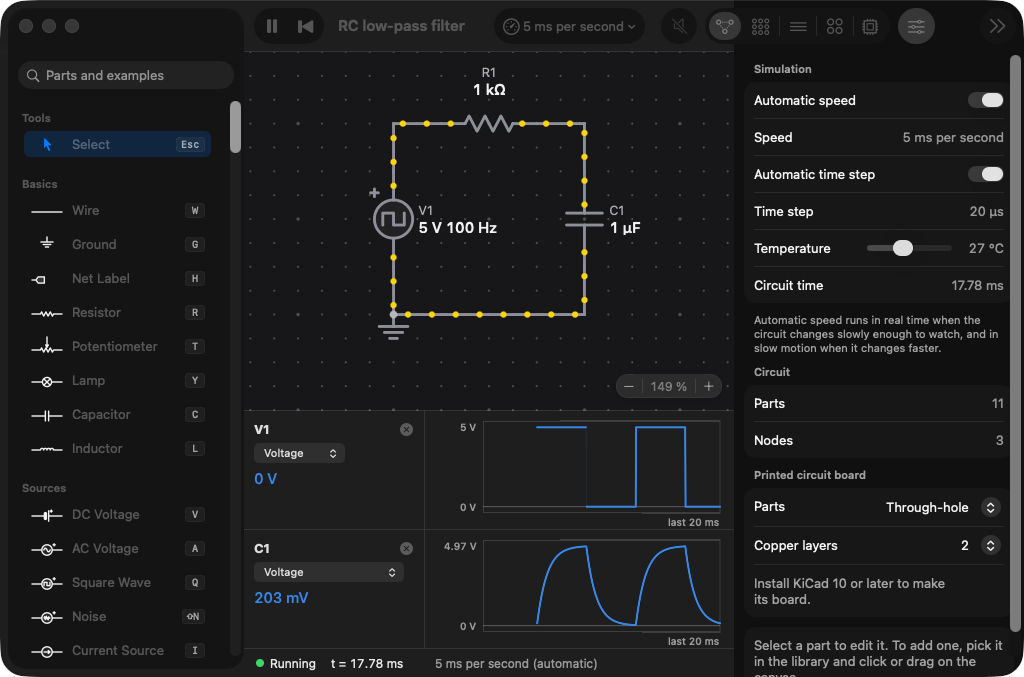 RC low-pass filter
5 ms per second
Parts and examples
Tools
Select Esc
Basics
Wire W
Ground G
Net Label H
Resistor R
Potentiometer T
Lamp Y
Capacitor C
Inductor L
Sources
DC Voltage V
AC Voltage A
Square Wave Q
Noise ⇧N
Current Source I
R1
1 kΩ
+
V1
5 V 100 Hz
C1
1 µF
− 149 % +
V1
Voltage
0 V
5 V
0 V
last 20 ms
C1
Voltage
203 mV
4.97 V
0 V
last 20 ms
Running t = 17.78 ms 5 ms per second (automatic)
Simulation
Automatic speed
Speed 5 ms per second
Automatic time step
Time step 20 µs
Temperature 27 °C
Circuit time 17.78 ms
Automatic speed runs in real time when the
circuit changes slowly enough to watch, and in
slow motion when it changes faster.
Circuit
Parts 11
Nodes 3
Printed circuit board
Parts Through-hole
Copper layers 2
Install KiCad 10 or later to make
its board.
Select a part to edit it. To add one, pick it
in the library and click or drag on the
canvas.